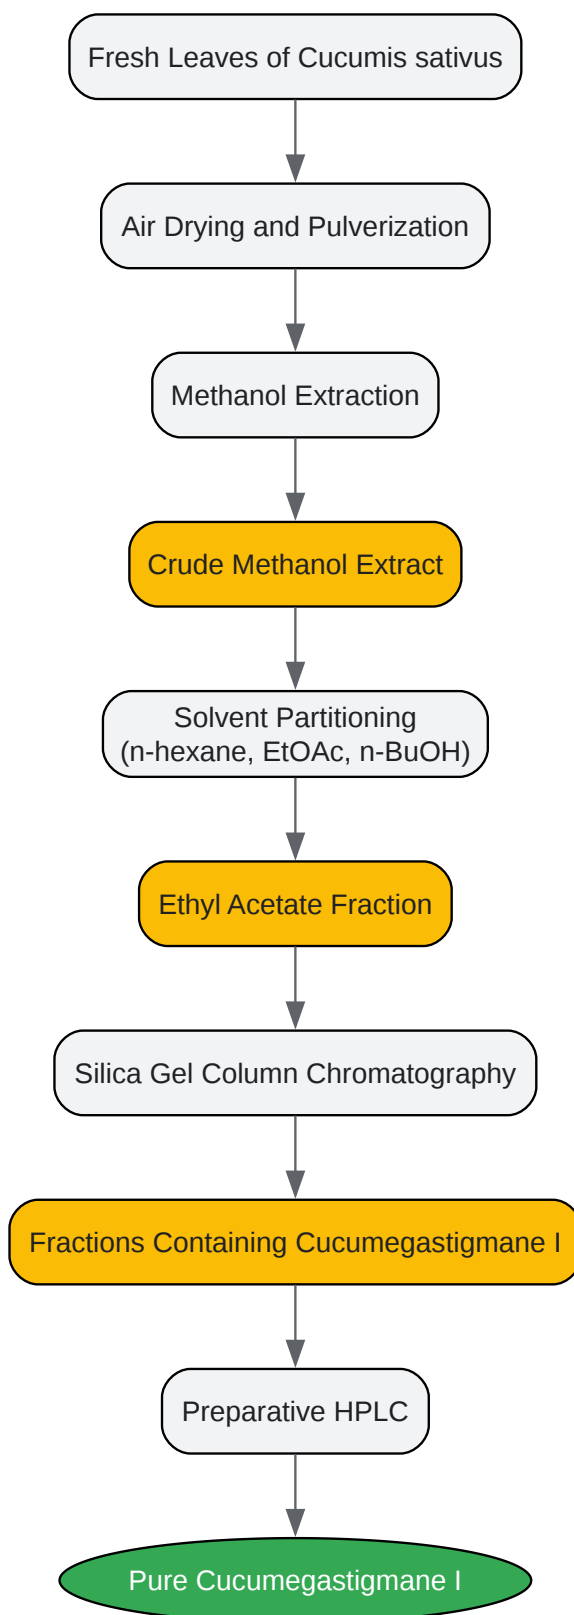 Fresh Leaves of Cucumis sativus
Air Drying and Pulverization
Methanol Extraction
Crude Methanol Extract
Solvent Partitioning
(n-hexane, EtOAc, n-BuOH)
Ethyl Acetate Fraction
Silica Gel Column Chromatography
Fractions Containing Cucumegastigmane I
Preparative HPLC
Pure Cucumegastigmane I